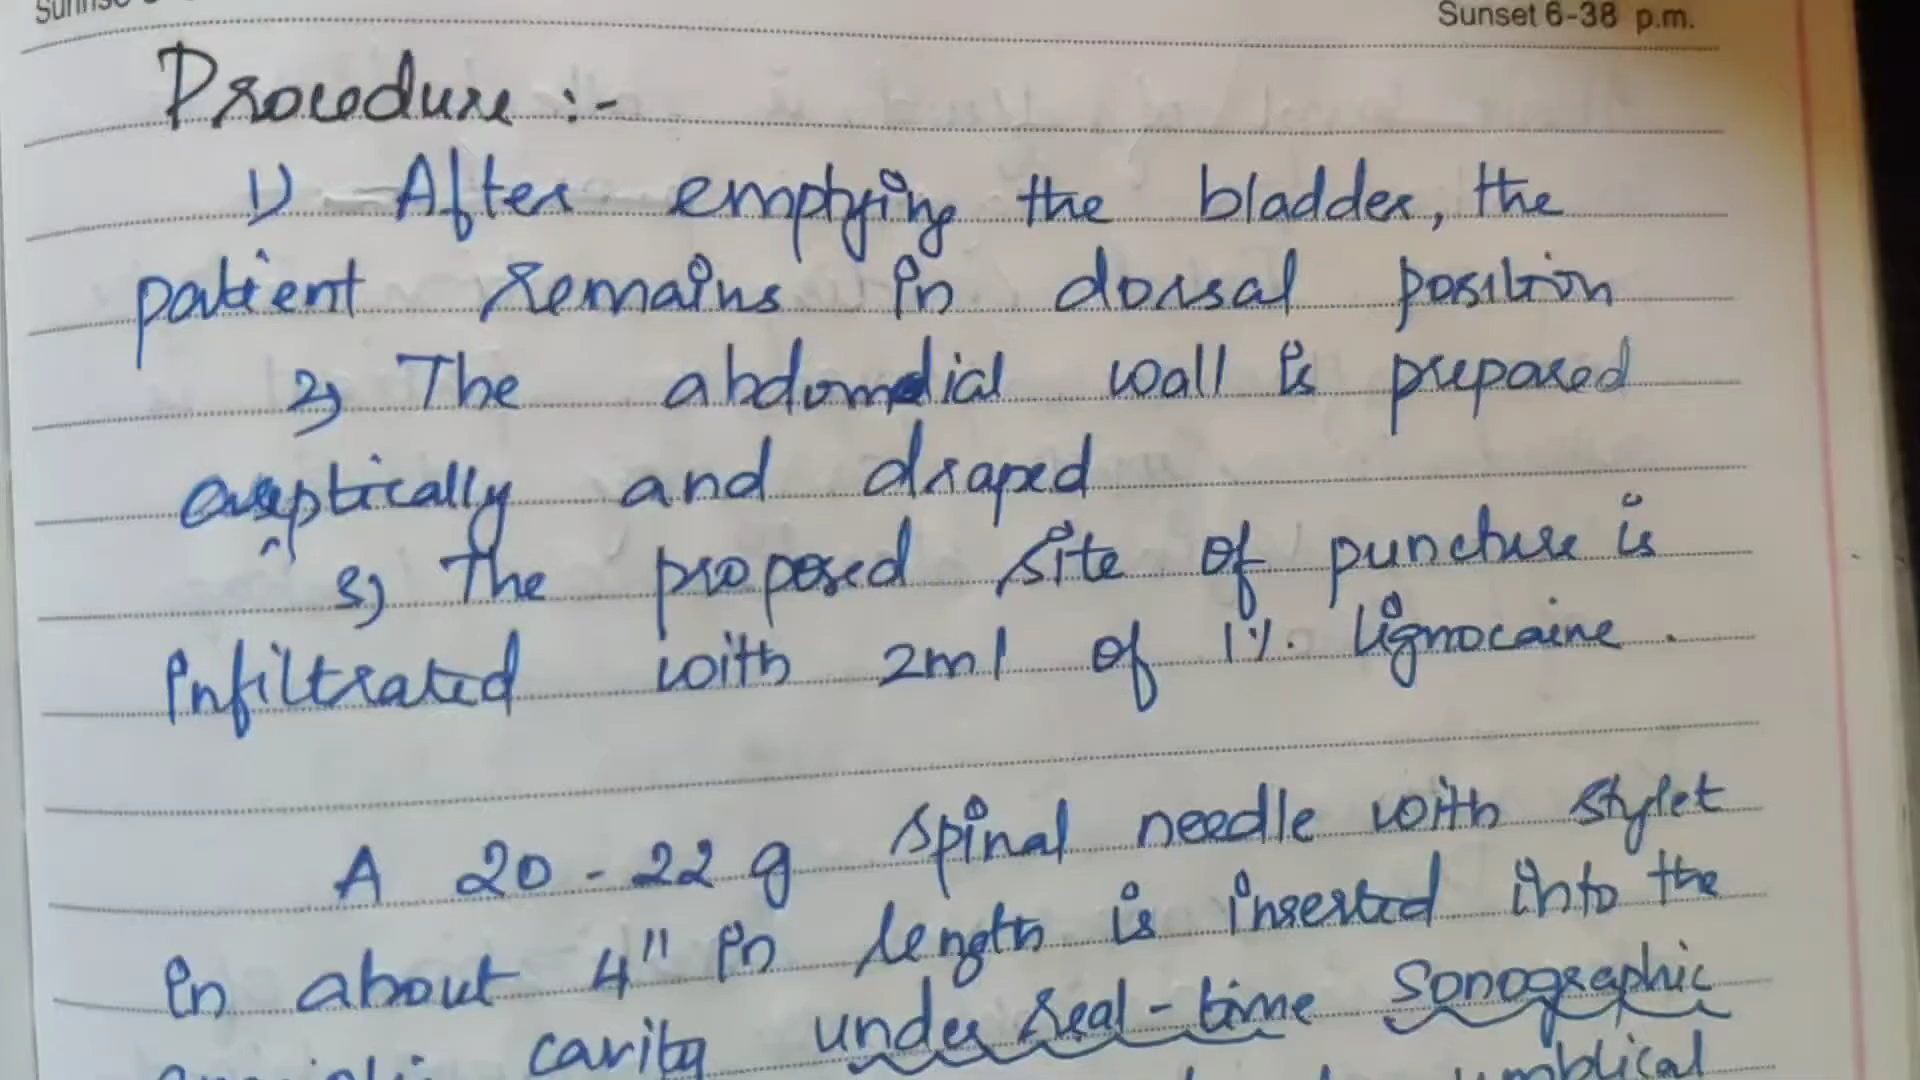 Sunset 6-38 p.m.
Procedure :-
1) After emptying the bladder, the
patient remains in dorsal position
2) The abdomdial wall is prepared
aseptically and draped
3) The proposed site of puncture is
infiltrated with 2ml of 1%. lignocaine.
A 20-22 g spinal needle with stylet
in about 4" in length is inserted into the
cavity under real-time sonographic